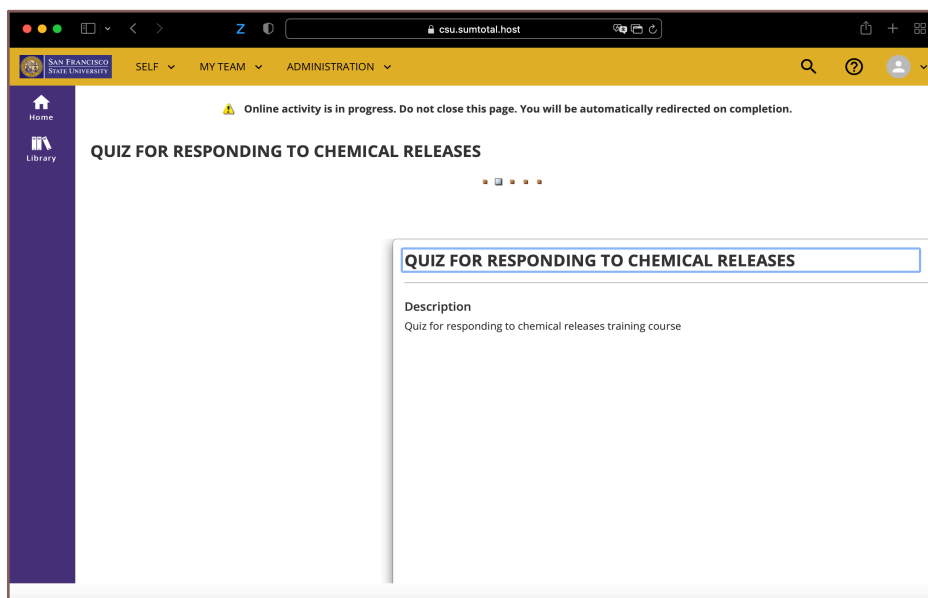 Z
csu.sumtotal.host
SAN FRANCISCO
STATE UNIVERSITY
SELF
MY TEAM
ADMINISTRATION
Home
Online activity is in progress. Do not close this page. You will be automatically redirected on completion.
Library
QUIZ FOR RESPONDING TO CHEMICAL RELEASES
QUIZ FOR RESPONDING TO CHEMICAL RELEASES
Description
Quiz for responding to chemical releases training course